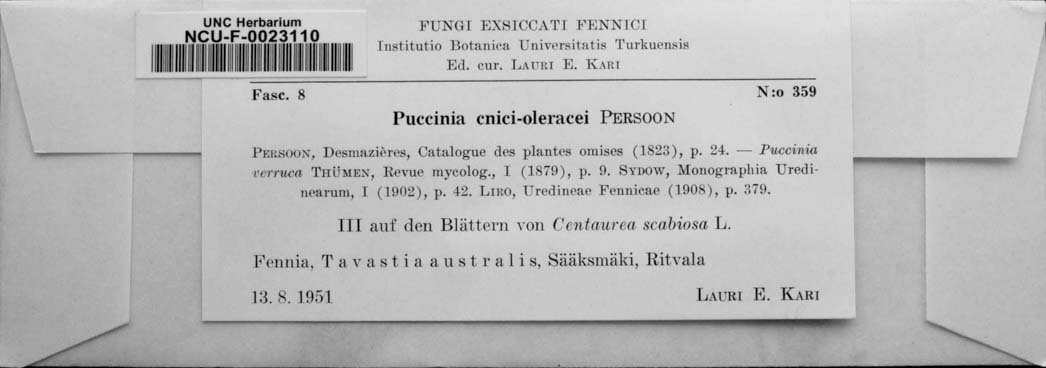 UNC Herbarium
NCU-F-0023110
FUNGI EXSICCATI FENNICI
Institutio Botanica Universitatis Turkuensis
Ed. cur. LAURI E. KARI
Fasc. 8 N:o 359
Puccinia cnici-oleracei PERSOON
PERSOON, Desmazières, Catalogue des plantes omises (1823), p. 24. — Puccinia
verruca THÜMEN, Revue mycolog., I (1879), p. 9. SYDOW, Monographia Uredi-
nearum, I (1902), p. 42. LIRO, Uredineae Fennicae (1908), p. 379.
III auf den Blättern von Centaurea scabiosa L.
Fennia, Tavastia australis, Sääksmäki, Ritvala
13. 8. 1951 LAURI E. KARI